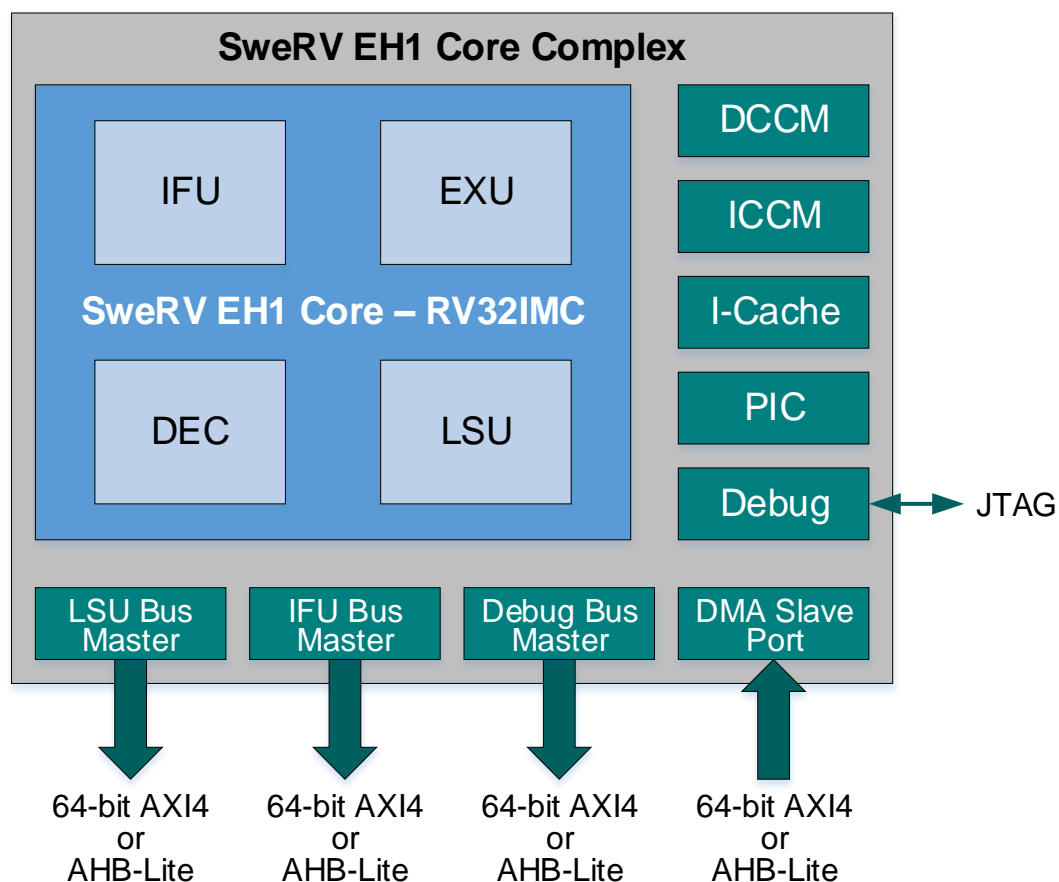 SweRV EH1 Core Complex
IFU
EXU
SweRV EH1 Core – RV32IMC
DEC
LSU
DCCM
ICCM
I-Cache
PIC
Debug
JTAG
LSU Bus
Master
IFU Bus
Master
Debug Bus
Master
DMA Slave
Port
64-bit AXI4
or
AHB-Lite
64-bit AXI4
or
AHB-Lite
64-bit AXI4
or
AHB-Lite
64-bit AXI4
or
AHB-Lite